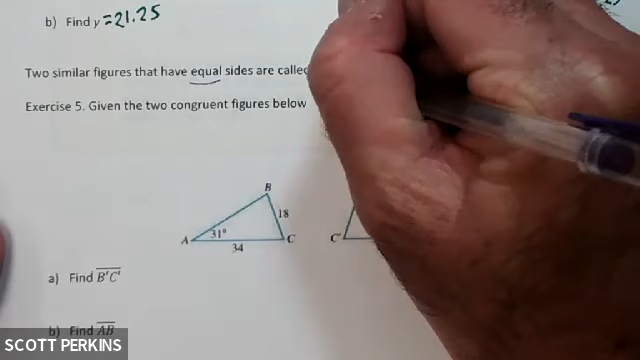 b) Find y = 21.25
Two similar figures that have equal sides are called
Exercise 5. Given the two congruent figures below
B
18
31°
A
C
34
C'
a) Find B'C'
b) Find AB
SCOTT PERKINS